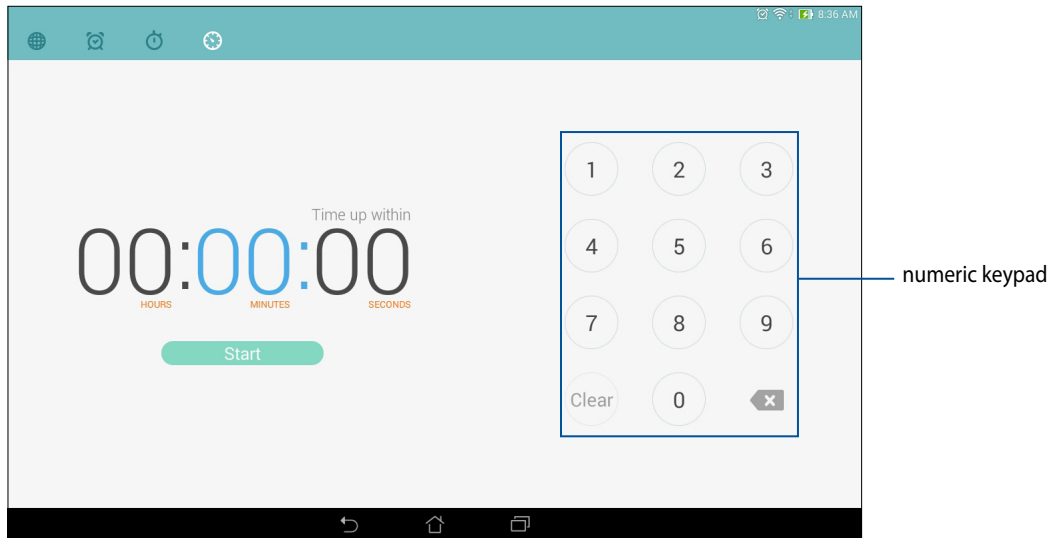 8:36 AM
Time up within
00:00:00
HOURS MINUTES SECONDS
Start
1 2 3
4 5 6
7 8 9
Clear 0
numeric keypad